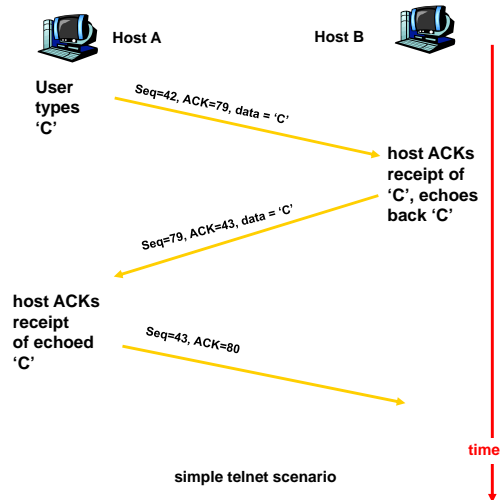 Host A
Host B
User
types
‘C’
Seq=42, ACK=79, data = ‘C’
host ACKs
receipt of
‘C’, echoes
back ‘C’
Seq=79, ACK=43, data = ‘C’
host ACKs
receipt
of echoed
‘C’
Seq=43, ACK=80
time
simple telnet scenario